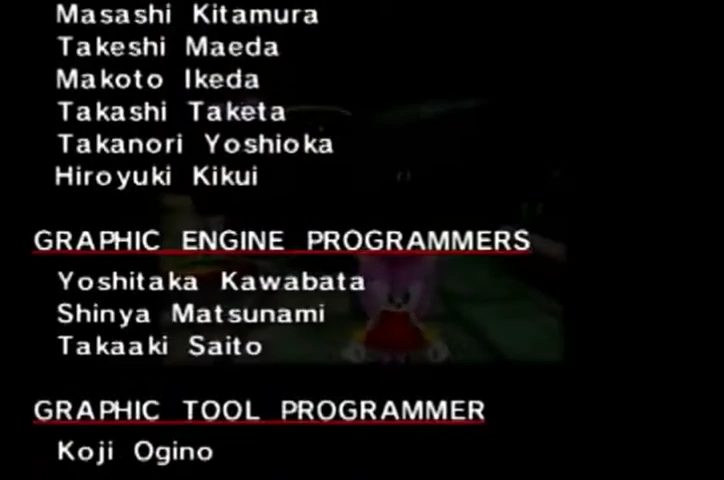 Masashi Kitamura
Takeshi Maeda
Makoto Ikeda
Takashi Taketa
Takanori Yoshioka
Hiroyuki Kikui
GRAPHIC ENGINE PROGRAMMERS
Yoshitaka Kawabata
Shinya Matsunami
Takaaki Saito
GRAPHIC TOOL PROGRAMMER
Koji Ogino